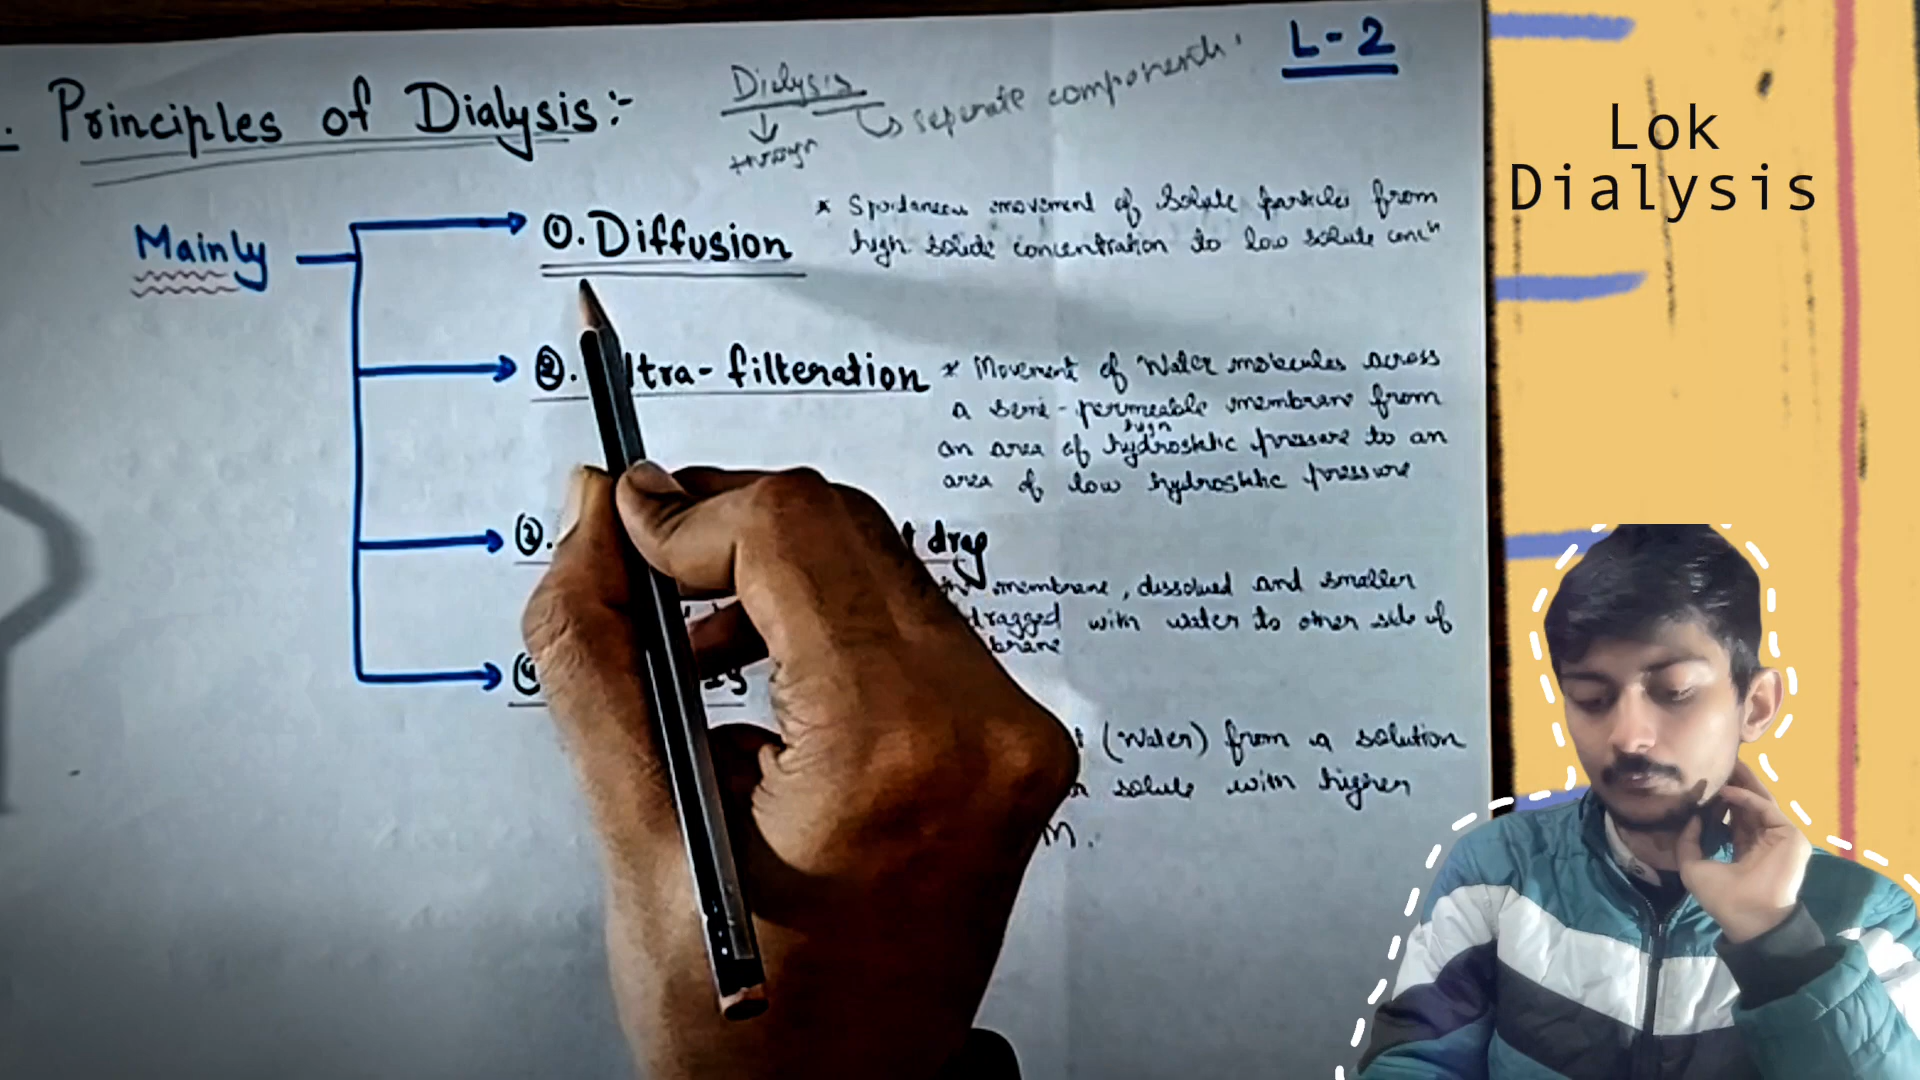 L-2
Principles of Dialysis:-
Dialysis
separate components
through
Mainly
①. Diffusion
* Spontaneous movement of Solute particles from
high solute concentration to low solute concⁿ
②. ltra-filteration
* Movement of Water molecules across
a semi-permeable membrane from
high
an area of hydrostatic pressure to an
area of low hydrostatic pressure
③. drag
membrane, dissolved and smaller
dragged with water to other side of
brane
④
(Water) from a solution
solute with higher
Lok
Dialysis